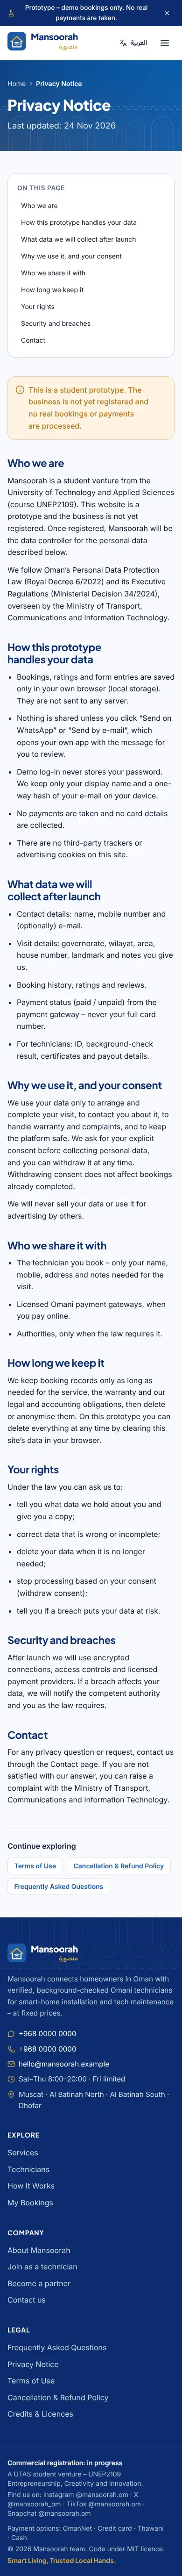 Prototype – demo bookings only. No real
payments are taken.
Mansoorah
منصورة
العربية
Home › Privacy Notice
Privacy Notice
Last updated: 24 Nov 2026
ON THIS PAGE
Who we are
How this prototype handles your data
What data we will collect after launch
Why we use it, and your consent
Who we share it with
How long we keep it
Your rights
Security and breaches
Contact
This is a student prototype. The
business is not yet registered and
no real bookings or payments
are processed.
Who we are
Mansoorah is a student venture from the
University of Technology and Applied Sciences
(course UNEP2109). This website is a
prototype and the business is not yet
registered. Once registered, Mansoorah will be
the data controller for the personal data
described below.
We follow Oman's Personal Data Protection
Law (Royal Decree 6/2022) and its Executive
Regulations (Ministerial Decision 34/2024),
overseen by the Ministry of Transport,
Communications and Information Technology.
How this prototype
handles your data
• Bookings, ratings and form entries are saved
only in your own browser (local storage).
They are not sent to any server.
• Nothing is shared unless you click “Send on
WhatsApp” or “Send by e-mail”, which
opens your own app with the message for
you to review.
• Demo log-in never stores your password.
We keep only your display name and a one-
way hash of your e-mail on your device.
• No payments are taken and no card details
are collected.
• There are no third-party trackers or
advertising cookies on this site.
What data we will
collect after launch
• Contact details: name, mobile number and
(optionally) e-mail.
• Visit details: governorate, wilayat, area,
house number, landmark and notes you give
us.
• Booking history, ratings and reviews.
• Payment status (paid / unpaid) from the
payment gateway – never your full card
number.
• For technicians: ID, background-check
result, certificates and payout details.
Why we use it, and your consent
We use your data only to arrange and
complete your visit, to contact you about it, to
handle warranty and complaints, and to keep
the platform safe. We ask for your explicit
consent before collecting personal data,
and you can withdraw it at any time.
Withdrawing consent does not affect bookings
already completed.
We will never sell your data or use it for
advertising by others.
Who we share it with
• The technician you book – only your name,
mobile, address and notes needed for the
visit.
• Licensed Omani payment gateways, when
you pay online.
• Authorities, only when the law requires it.
How long we keep it
We keep booking records only as long as
needed for the service, the warranty and our
legal and accounting obligations, then delete
or anonymise them. On this prototype you can
delete everything at any time by clearing this
site's data in your browser.
Your rights
Under the law you can ask us to:
• tell you what data we hold about you and
give you a copy;
• correct data that is wrong or incomplete;
• delete your data when it is no longer
needed;
• stop processing based on your consent
(withdraw consent);
• tell you if a breach puts your data at risk.
Security and breaches
After launch we will use encrypted
connections, access controls and licensed
payment providers. If a breach affects your
data, we will notify the competent authority
and you as the law requires.
Contact
For any privacy question or request, contact us
through the Contact page. If you are not
satisfied with our answer, you can make a
complaint with the Ministry of Transport,
Communications and Information Technology.
Continue exploring
Terms of Use
Cancellation & Refund Policy
Frequently Asked Questions
Mansoorah
منصورة
Mansoorah connects homeowners in Oman with
verified, background-checked Omani technicians
for smart-home installation and tech maintenance
– at fixed prices.
+968 0000 0000
+968 0000 0000
hello@mansoorah.example
Sat–Thu 8:00–20:00 · Fri limited
Muscat · Al Batinah North · Al Batinah South ·
Dhofar
EXPLORE
Services
Technicians
How It Works
My Bookings
COMPANY
About Mansoorah
Join as a technician
Become a partner
Contact us
LEGAL
Frequently Asked Questions
Privacy Notice
Terms of Use
Cancellation & Refund Policy
Credits & Licences
Commercial registration: in progress
A UTAS student venture – UNEP2109
Entrepreneurship, Creativity and Innovation.
Find us on: Instagram @mansoorah.om · X
@mansoorah_om · TikTok @mansoorah.om ·
Snapchat @mansoorah.om
Payment options: OmanNet · Credit card · Thawani
· Cash
© 2026 Mansoorah team. Code under MIT licence.
Smart Living, Trusted Local Hands.